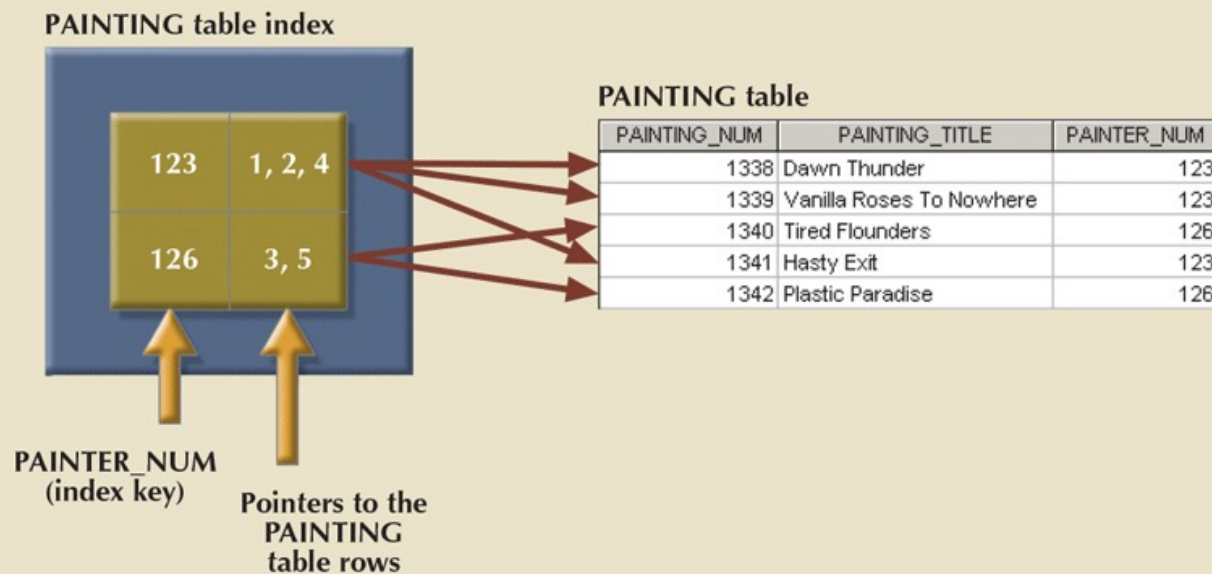 PAINTING table index
123 1, 2, 4
126 3, 5
PAINTER_NUM
(index key)
Pointers to the
PAINTING
table rows
PAINTING table
PAINTING_NUM PAINTING_TITLE PAINTER_NUM
1338 Dawn Thunder 123
1339 Vanilla Roses To Nowhere 123
1340 Tired Flounders 126
1341 Hasty Exit 123
1342 Plastic Paradise 126